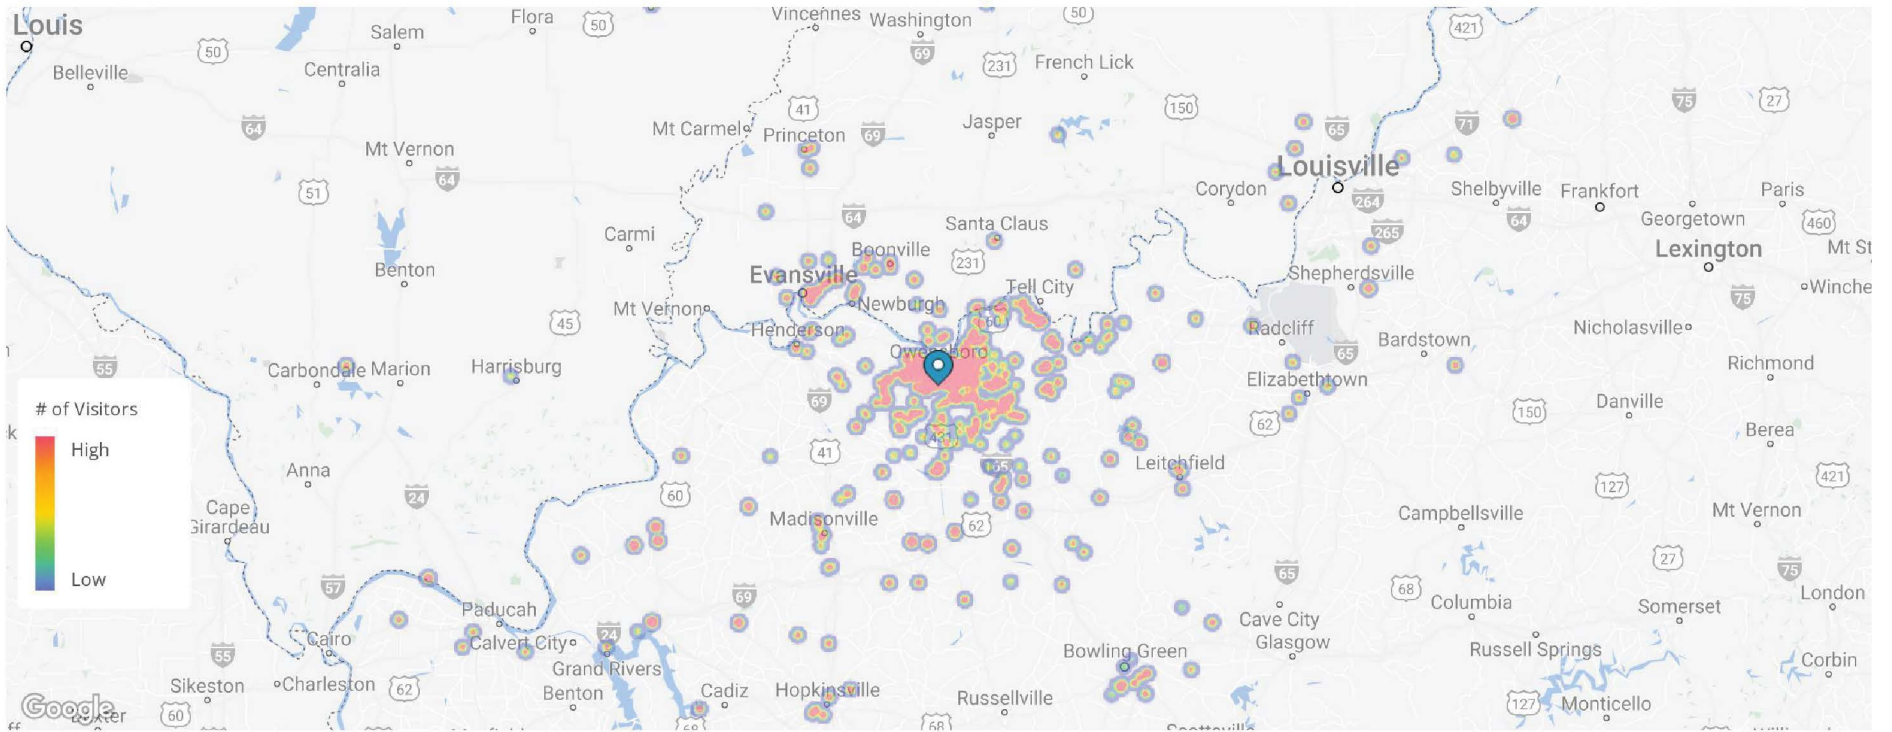 Louis
Flora
50
Vincennes
Washington
50
421
Salem
50
69
231
French Lick
Belleville
Centralia
41
150
75
27
64
Mt Carmel
Princeton
69
Jasper
65
71
Mt Vernon
64
Louisville
51
Corydon
Shelbyville
Frankfort
Paris
64
264
64
Georgetown
460
Carmi
Santa Claus
265
Boonville
231
Lexington
Mt St
Benton
Evansville
Shepherdsville
Tell City
75
Winche
Mt Vernon
Newburgh
45
60
Henderson
Radcliff
Nicholasville
Bardstown
Owensboro
65
55
Carbondale
Marion
Harrisburg
Richmond
Elizabethtown
69
Danville
# of Visitors
150
62
k
431
Berea
High
41
165
Leitchfield
Anna
421
24
60
127
Cape
Girardeau
Madisonville
62
Campbellsville
Mt Vernon
27
Low
65
75
57
69
68
London
Paducah
Columbia
Somerset
Cave City
Cairo
Calvert City
24
Glasgow
55
Bowling Green
Russell Springs
Grand Rivers
Corbin
Sikeston
Charleston
62
Benton
Cadiz
Hopkinsville
Russellville
127
Monticello
Google
60
68
68
Scottsville